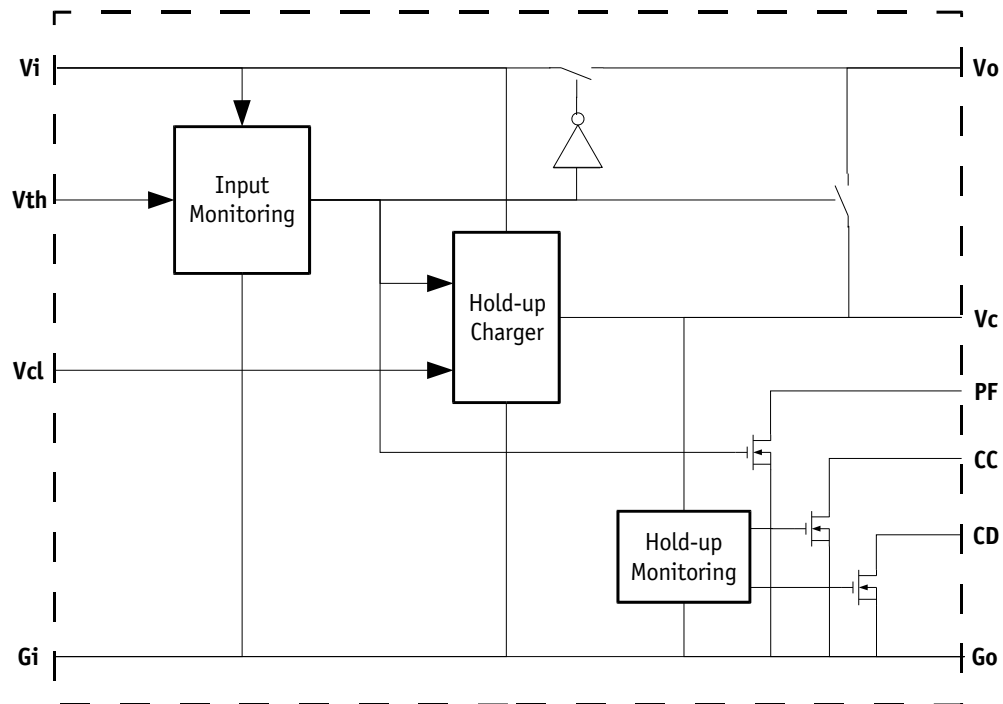 Vi
Vo
Input
Monitoring
Vth
Hold-up
Charger
Vc
Vcl
PF
CC
Hold-up
Monitoring
CD
Gi
Go